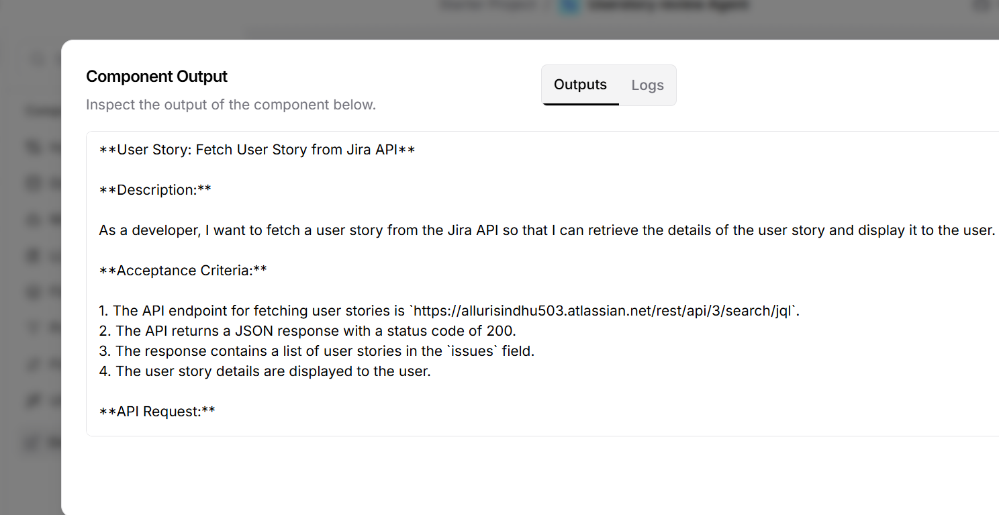 Component Output
Outputs
Logs
Inspect the output of the component below.
**User Story: Fetch User Story from Jira API**
**Description:**
As a developer, I want to fetch a user story from the Jira API so that I can retrieve the details of the user story and display it to the user.
**Acceptance Criteria:**
1. The API endpoint for fetching user stories is `https://allurisindhu503.atlassian.net/rest/api/3/search/jql`.
2. The API returns a JSON response with a status code of 200.
3. The response contains a list of user stories in the `issues` field.
4. The user story details are displayed to the user.
**API Request:**